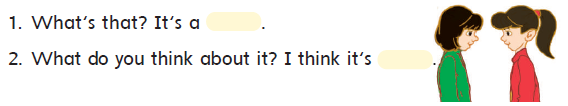 1. What's that? It's a .
2. What do you think about it? I think it's .